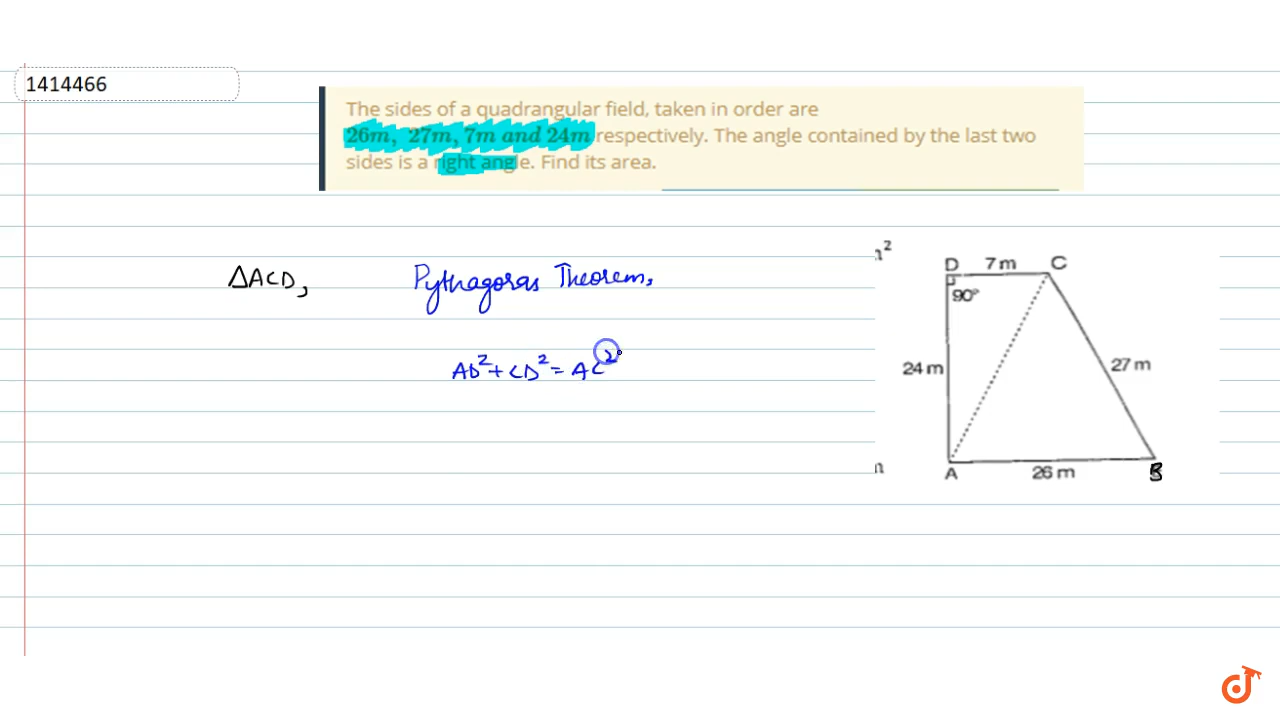 1414466
The sides of a quadrangular field, taken in order are
26m, 27m, 7m and 24m respectively. The angle contained by the last two
sides is a right angle. Find its area.
ΔACD, Pythagoras Theorem,
AD²+CD²=AC²
2
D 7 m C
90°
24 m
27 m
A 26 m B